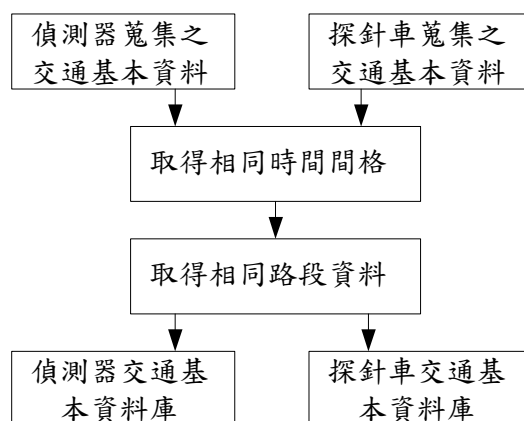 偵測器蒐集之
交通基本資料
探針車蒐集之
交通基本資料
取得相同時間間格
取得相同路段資料
偵測器交通基
本資料庫
探針車交通基
本資料庫